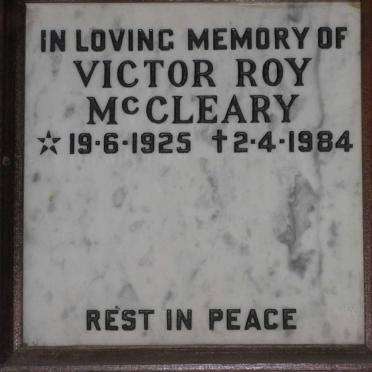 IN LOVING MEMORY OF
VICTOR ROY
McCLEARY
☆ 19·6·1925 †2·4·1984
REST IN PEACE